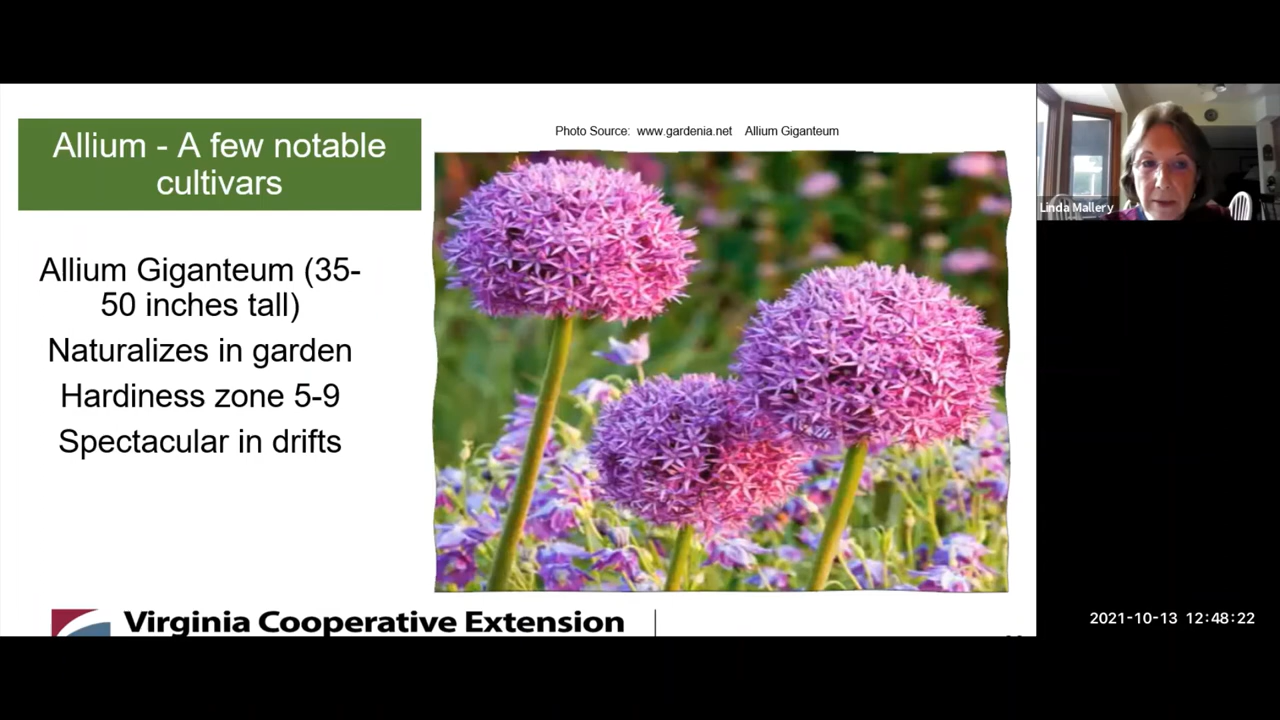 Allium - A few notable
cultivars
Photo Source: www.gardenia.net Allium Giganteum
Allium Giganteum (35-
50 inches tall)
Naturalizes in garden
Hardiness zone 5-9
Spectacular in drifts
Virginia Cooperative Extension
Linda Mallery
2021-10-13 12:48:22